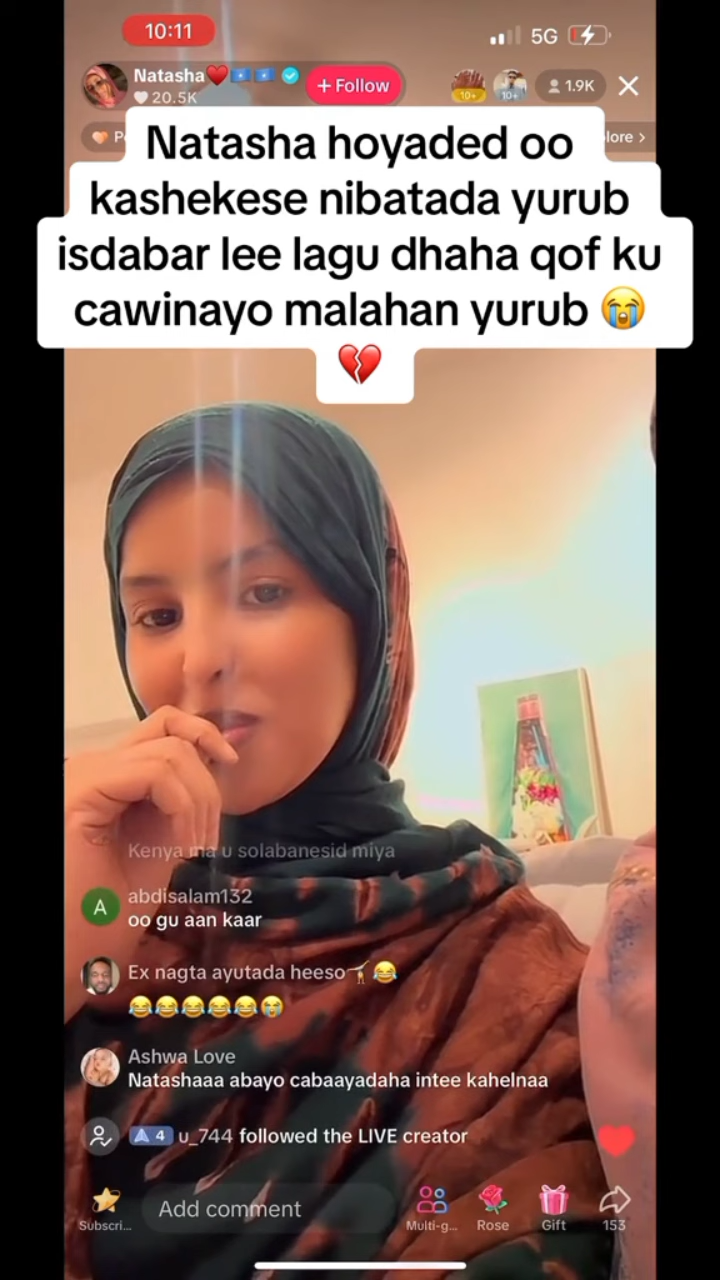 10:11
5G
Natasha❤️🇸🇴🇸🇴
20.5K
+ Follow
10+
10+
1.9K
lore >
Natasha hoyaded oo
kashekese nibatada yurub
isdabar lee lagu dhaha qof ku
cawinayo malahan yurub 😭
💔
Kenya ma u solabanesid miya
A
abdisalam132
oo gu aan kaar
Ex nagta ayutada heeso😂
😂😂😂😂😂😭
Ashwa Love
Natashaaa abayo cabaayadaha intee kahelnaa
4 u_744 followed the LIVE creator
Subscri...
Add comment
Multi-g...
Rose
Gift
153